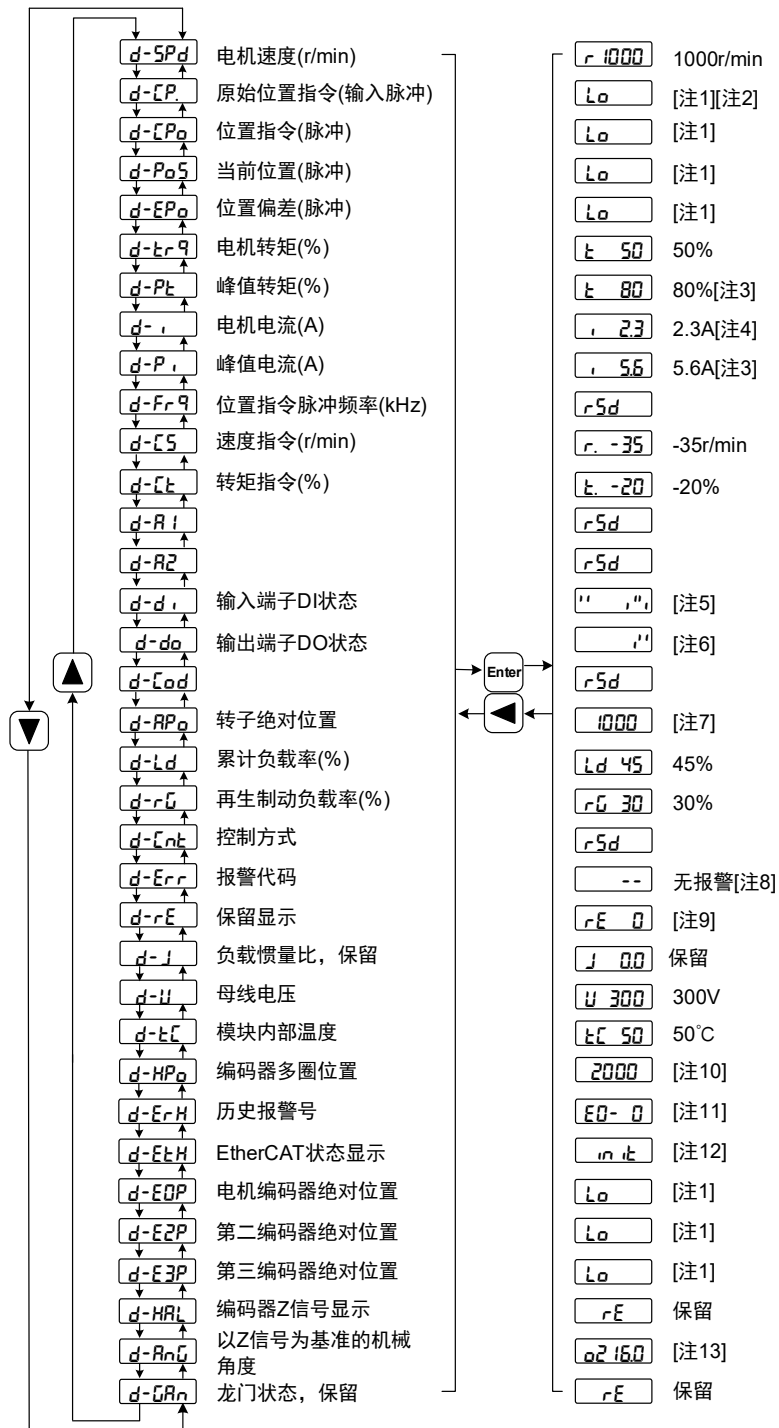 d-SPd 电机速度(r/min) r 1000 1000r/min
d-CP. 原始位置指令(输入脉冲) Lo [注1][注2]
d-CPo 位置指令(脉冲) Lo [注1]
d-PoS 当前位置(脉冲) Lo [注1]
d-EPo 位置偏差(脉冲) Lo [注1]
d-trq 电机转矩(%) t 50 50%
d-Pt 峰值转矩(%) t 80 80%[注3]
d-i 电机电流(A) i 2.3 2.3A[注4]
d-Pi 峰值电流(A) i 5.6 5.6A[注3]
d-Frq 位置指令脉冲频率(kHz) rSd
d-CS 速度指令(r/min) r. -35 -35r/min
d-Ct 转矩指令(%) t. -20 -20%
d-A1 rSd
d-A2 rSd
d-di 输入端子DI状态 [注5]
d-do 输出端子DO状态 [注6]
d-Cod rSd
Enter
d-APo 转子绝对位置 1000 [注7]
d-Ld 累计负载率(%) Ld 45 45%
d-rG 再生制动负载率(%) rG 30 30%
d-Cnt 控制方式 rSd
d-Err 报警代码 -- 无报警[注8]
d-rE 保留显示 rE 0 [注9]
d-J 负载惯量比，保留 J 0.0 保留
d-U 母线电压 U 300 300V
d-tC 模块内部温度 tC 50 50℃
d-HPo 编码器多圈位置 2000 [注10]
d-ErH 历史报警号 E0- 0 [注11]
d-EtH EtherCAT状态显示 init [注12]
d-E0P 电机编码器绝对位置 Lo [注1]
d-E2P 第二编码器绝对位置 Lo [注1]
d-E3P 第三编码器绝对位置 Lo [注1]
d-HAL 编码器Z信号显示 rE 保留
d-AnG 以Z信号为基准的机械 o216.0 [注13]
角度
d-GAn 龙门状态，保留 rE 保留